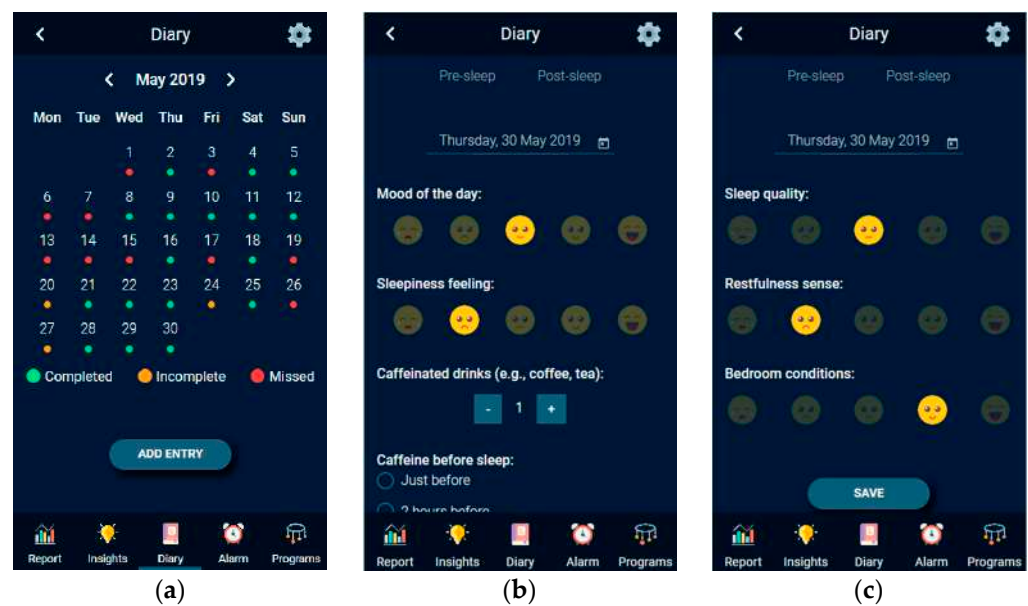 Diary
May 2019
Mon Tue Wed Thu Fri Sat Sun
1 2 3 4 5
6 7 8 9 10 11 12
13 14 15 16 17 18 19
20 21 22 23 24 25 26
27 28 29 30
Completed Incomplete Missed
ADD ENTRY
Report Insights Diary Alarm Programs
(a)
Diary
Pre-sleep Post-sleep
Thursday, 30 May 2019
Mood of the day:
Sleepiness feeling:
Caffeinated drinks (e.g., coffee, tea):
- 1 +
Caffeine before sleep:
Just before
2 hours before
Report Insights Diary Alarm Programs
(b)
Diary
Pre-sleep Post-sleep
Thursday, 30 May 2019
Sleep quality:
Restfulness sense:
Bedroom conditions:
SAVE
Report Insights Diary Alarm Programs
(c)